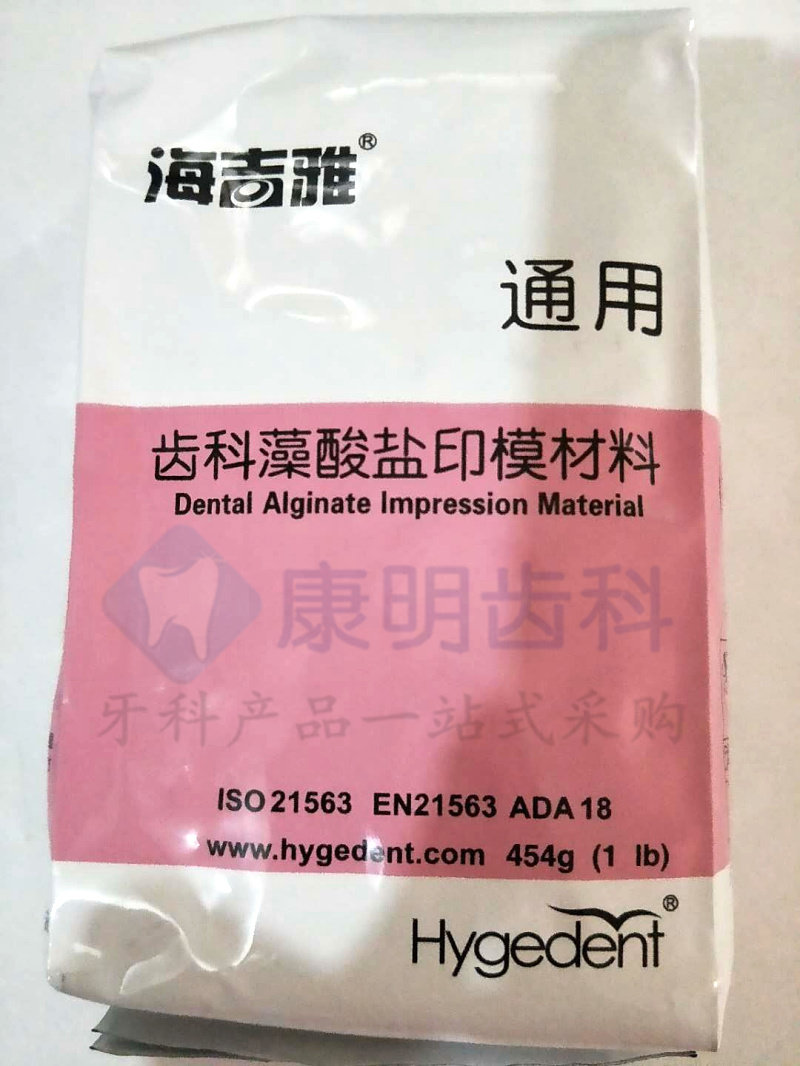 海吉雅®
通用
齿科藻酸盐印模材料
Dental Alginate Impression Material
康明齿科
牙科产品一站式采购
ISO 21563 EN21563 ADA 18
www.hygedent.com 454g (1 lb)
Hygedent®